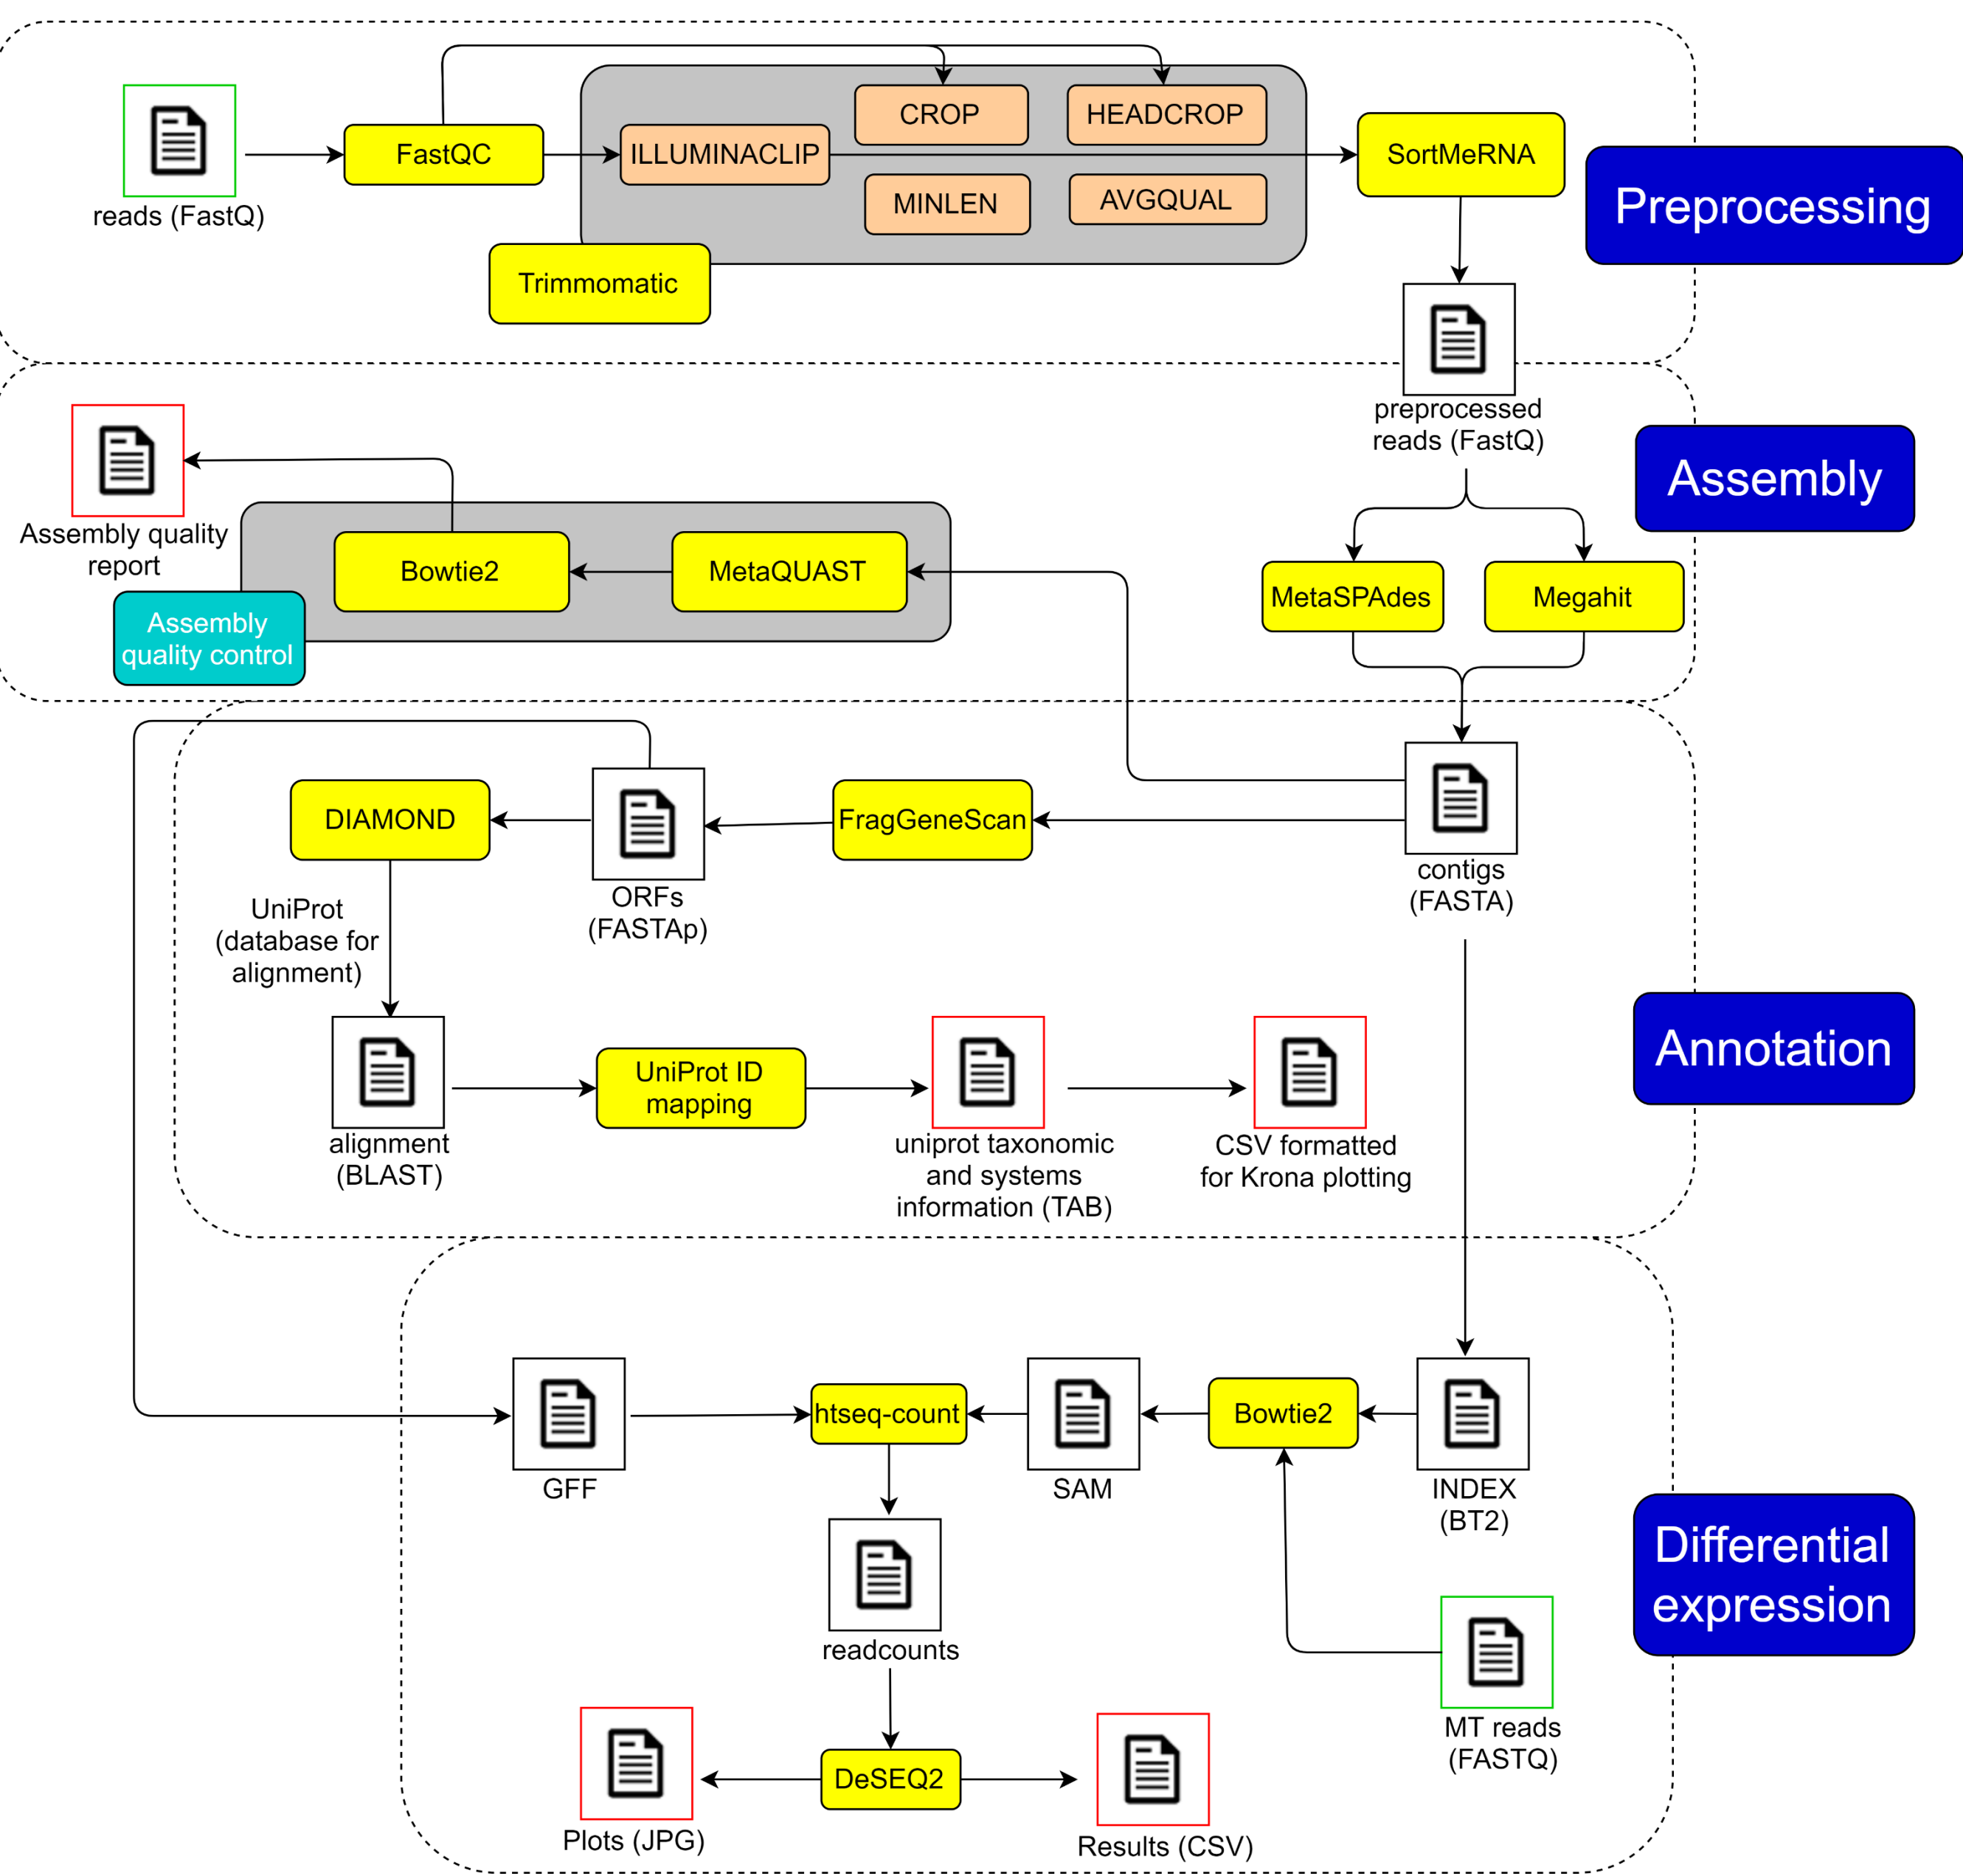 CROP
HEADCROP
FastQC
ILLUMINACLIP
SortMeRNA
MINLEN
AVGQUAL
reads (FastQ)
Preprocessing
Trimmomatic
preprocessed
reads (FastQ)
Assembly
Assembly quality
report
Bowtie2
MetaQUAST
MetaSPAdes
Megahit
Assembly
quality control
DIAMOND
FragGeneScan
contigs
(FASTA)
ORFs
(FASTAp)
UniProt
(database for
alignment)
Annotation
UniProt ID
mapping
alignment
(BLAST)
uniprot taxonomic
and systems
information (TAB)
CSV formatted
for Krona plotting
htseq-count
Bowtie2
GFF
SAM
INDEX
(BT2)
Differential
expression
readcounts
MT reads
(FASTQ)
DeSEQ2
Plots (JPG)
Results (CSV)